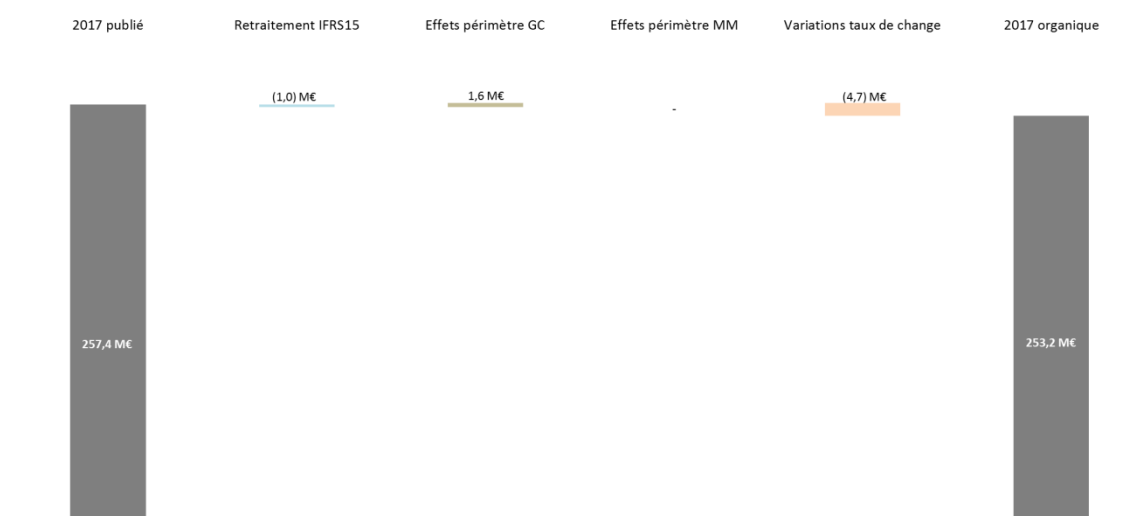 2017 publié
Retraitement IFRS15
Effets périmètre GC
Effets périmètre MM
Variations taux de change
2017 organique
(1,0) M€
1,6 M€
-
(4,7) M€
257,4 M€
253,2 M€